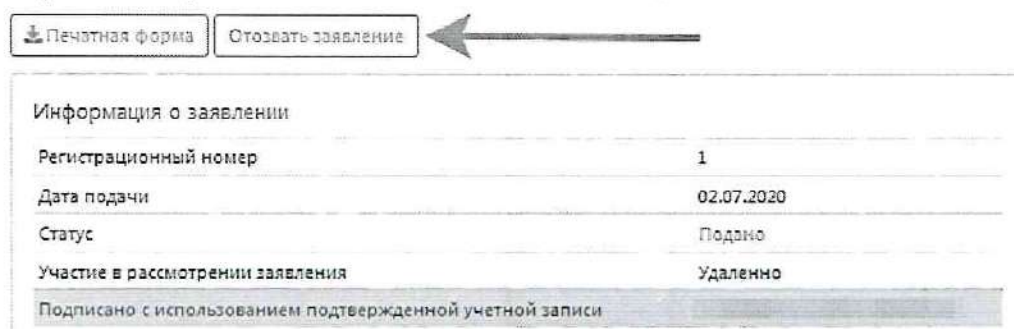 Печатная форма Отозвать заявление
Информация о заявлении
Регистрационный номер 1
Дата подачи 02.07.2020
Статус Подано
Участие в рассмотрении заявления Удаленно
Подписано с использованием подтвержденной учетной записи